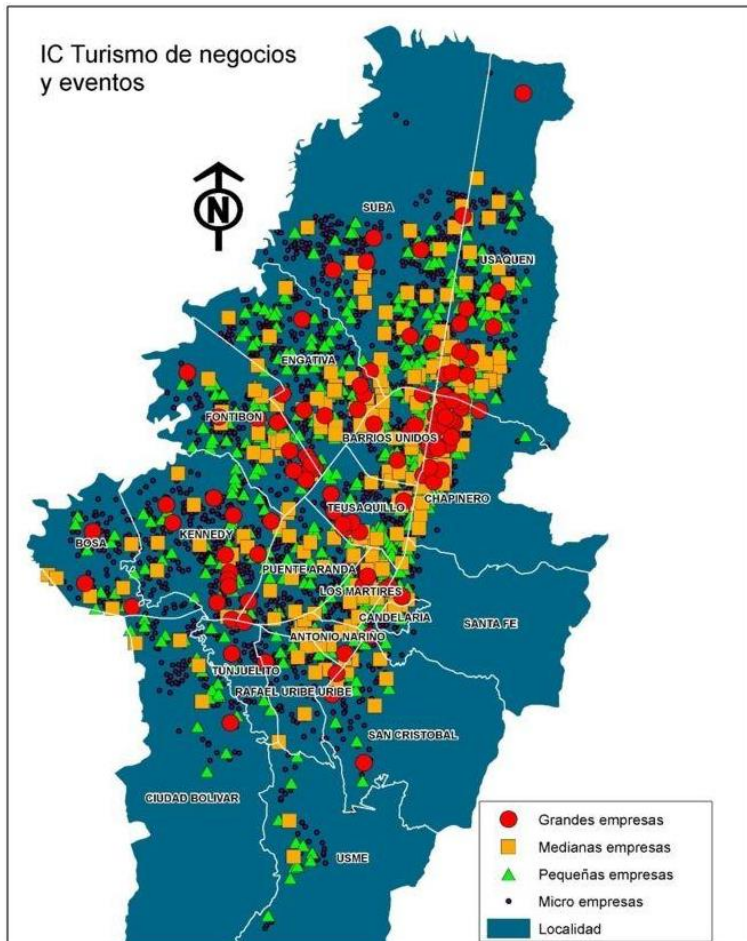 IC Turismo de negocios
y eventos
N
SUBA
USAQUEN
ENGATIVA
FONTIBON
BARRIOS UNIDOS
CHAPINERO
TEUSAQUILLO
KENNEDY
BOSA
PUENTE ARANDA
LOS MARTIRES
CANDELARIA
SANTA FE
ANTONIO NARIÑO
TUNJUELITO
RAFAEL URIBE URIBE
SAN CRISTOBAL
CIUDAD BOLIVAR
USME
Grandes empresas
Medianas empresas
Pequeñas empresas
Micro empresas
Localidad